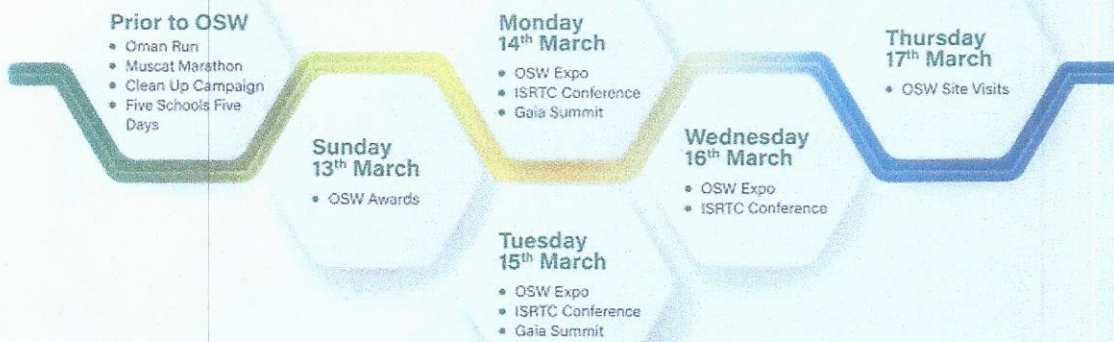 Prior to OSW
• Oman Run
• Muscat Marathon
• Clean Up Campaign
• Five Schools Five
Days
Sunday
13th March
• OSW Awards
Monday
14th March
• OSW Expo
• ISRTC Conference
• Gaia Summit
Tuesday
15th March
• OSW Expo
• ISRTC Conference
• Gaia Summit
Wednesday
16th March
• OSW Expo
• ISRTC Conference
Thursday
17th March
• OSW Site Visits